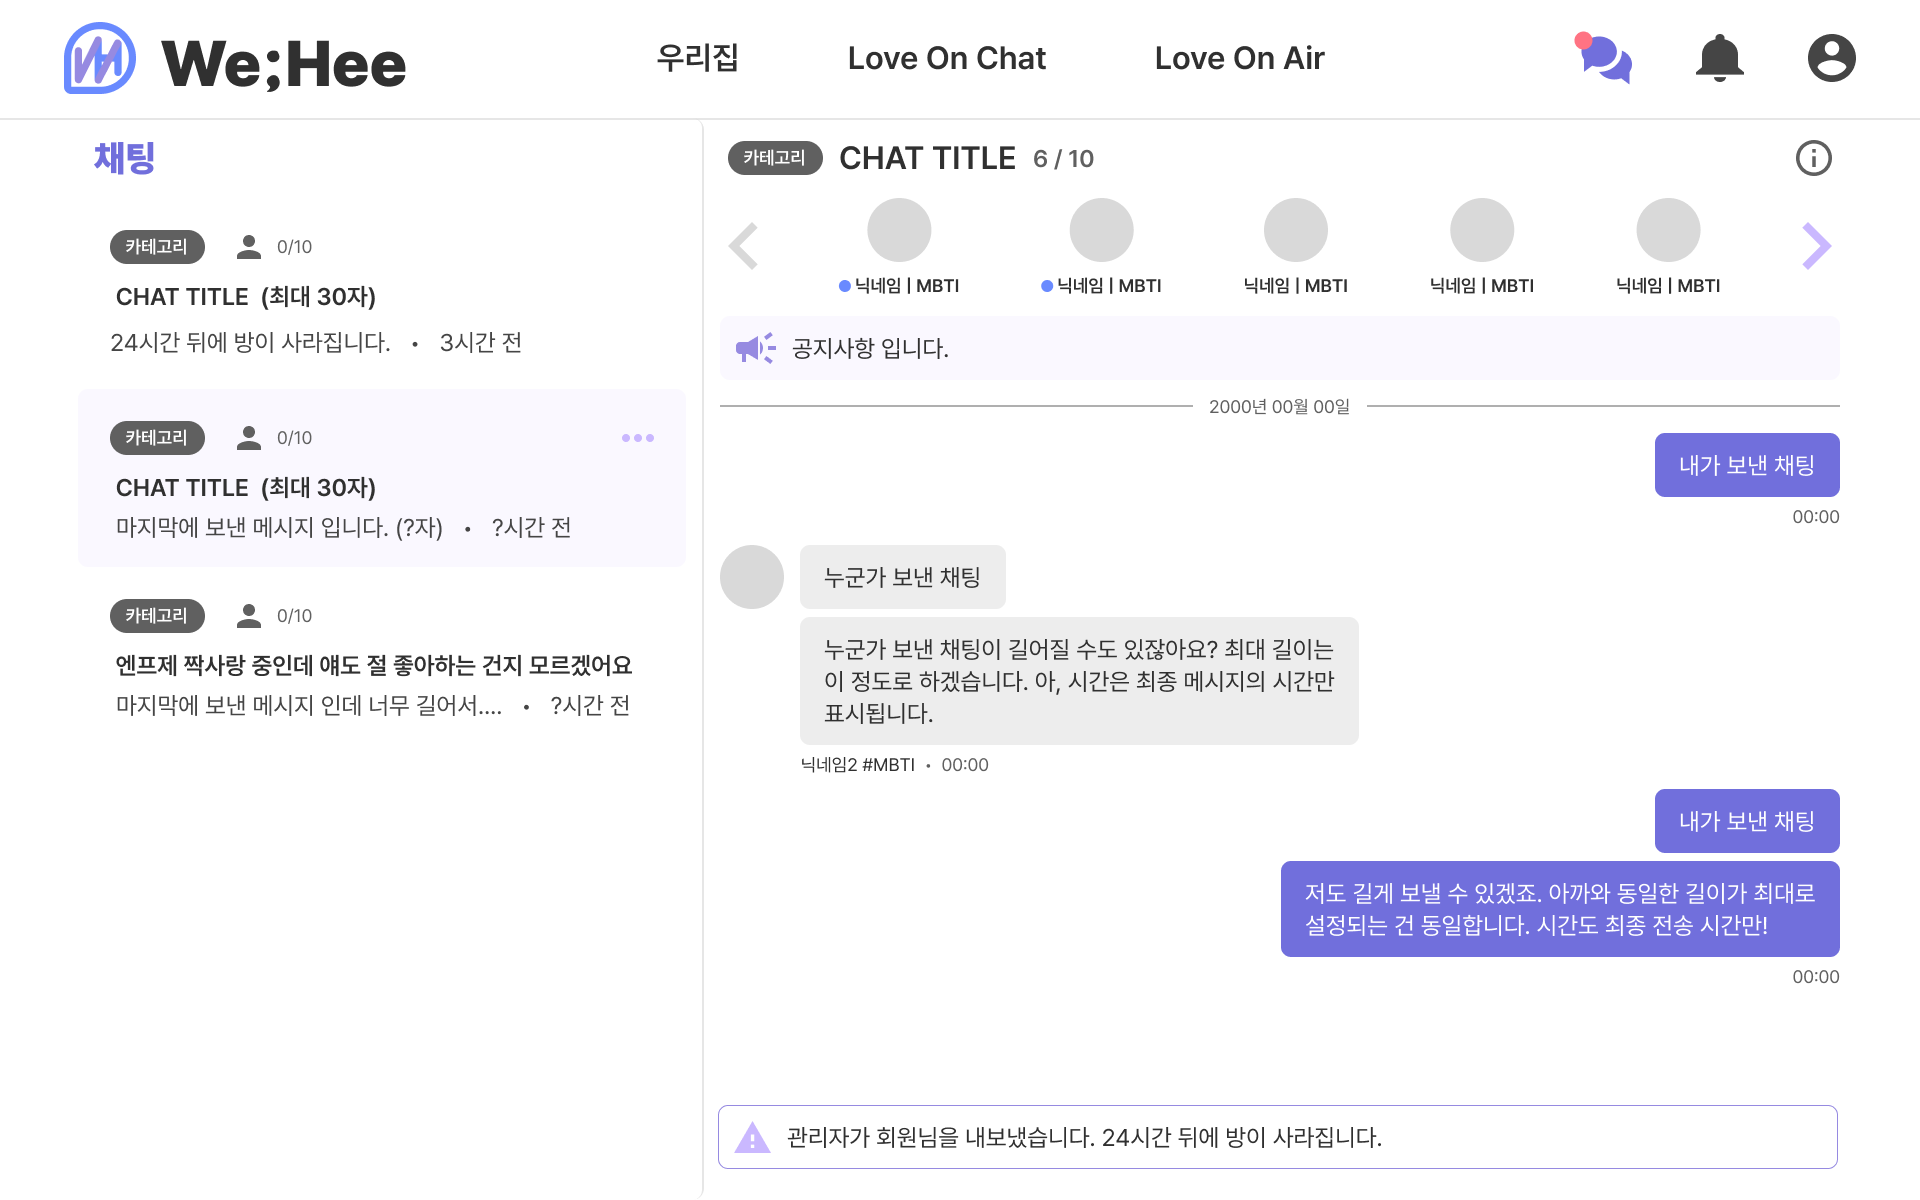 We;Hee
우리집
Love On Chat
Love On Air
채팅
카테고리 0/10
CHAT TITLE (최대 30자)
24시간 뒤에 방이 사라집니다. • 3시간 전
카테고리 0/10
CHAT TITLE (최대 30자)
마지막에 보낸 메시지 입니다. (?자) • ?시간 전
카테고리 0/10
엔프제 짝사랑 중인데 얘도 절 좋아하는 건지 모르겠어요
마지막에 보낸 메시지 인데 너무 길어서.... • ?시간 전
카테고리 CHAT TITLE 6 / 10
닉네임 | MBTI
닉네임 | MBTI
닉네임 | MBTI
닉네임 | MBTI
닉네임 | MBTI
공지사항 입니다.
2000년 00월 00일
내가 보낸 채팅
00:00
누군가 보낸 채팅
누군가 보낸 채팅이 길어질 수도 있잖아요? 최대 길이는
이 정도로 하겠습니다. 아, 시간은 최종 메시지의 시간만
표시됩니다.
닉네임2 #MBTI • 00:00
내가 보낸 채팅
저도 길게 보낼 수 있겠죠. 아까와 동일한 길이가 최대로
설정되는 건 동일합니다. 시간도 최종 전송 시간만!
00:00
관리자가 회원님을 내보냈습니다. 24시간 뒤에 방이 사라집니다.